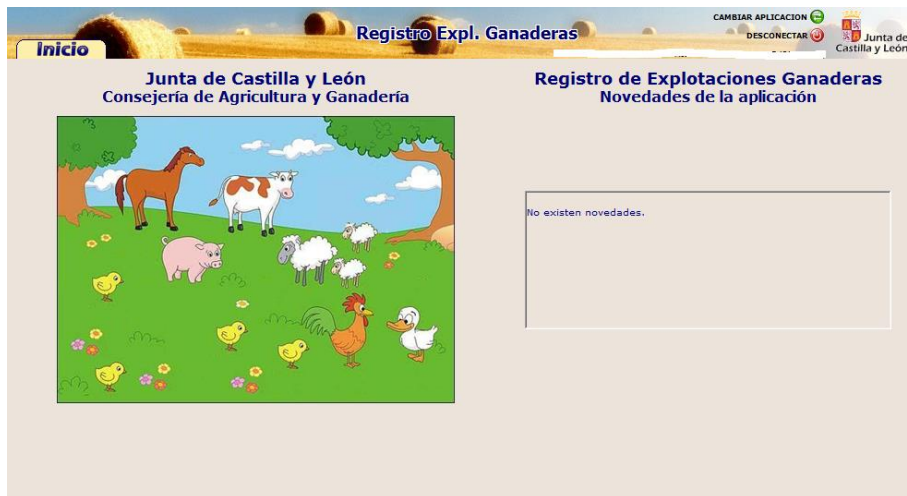 Registro Expl. Ganaderas
CAMBIAR APLICACION
DESCONECTAR
Junta de
Castilla y León
Inicio
Junta de Castilla y León
Consejería de Agricultura y Ganadería
Registro de Explotaciones Ganaderas
Novedades de la aplicación
No existen novedades.